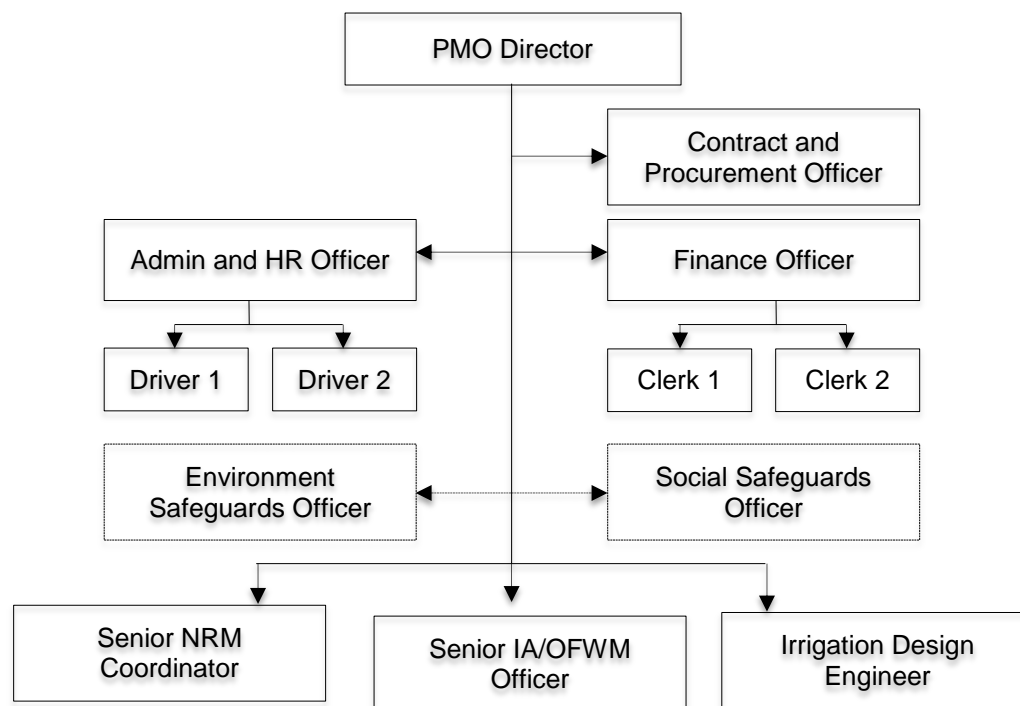 PMO Director
Contract and
Procurement Officer
Admin and HR Officer
Finance Officer
Driver 1
Driver 2
Clerk 1
Clerk 2
Environment
Safeguards Officer
Social Safeguards
Officer
Senior NRM
Coordinator
Senior IA/OFWM
Officer
Irrigation Design
Engineer